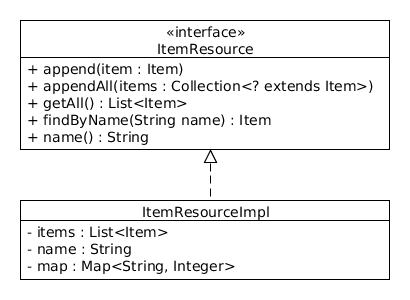 «interface»
ItemResource
+ append(item : Item)
+ appendAll(items : Collection<? extends Item>)
+ getAll() : List<Item>
+ findByName(String name) : Item
+ name() : String
ItemResourceImpl
- items : List<Item>
- name : String
- map : Map<String, Integer>